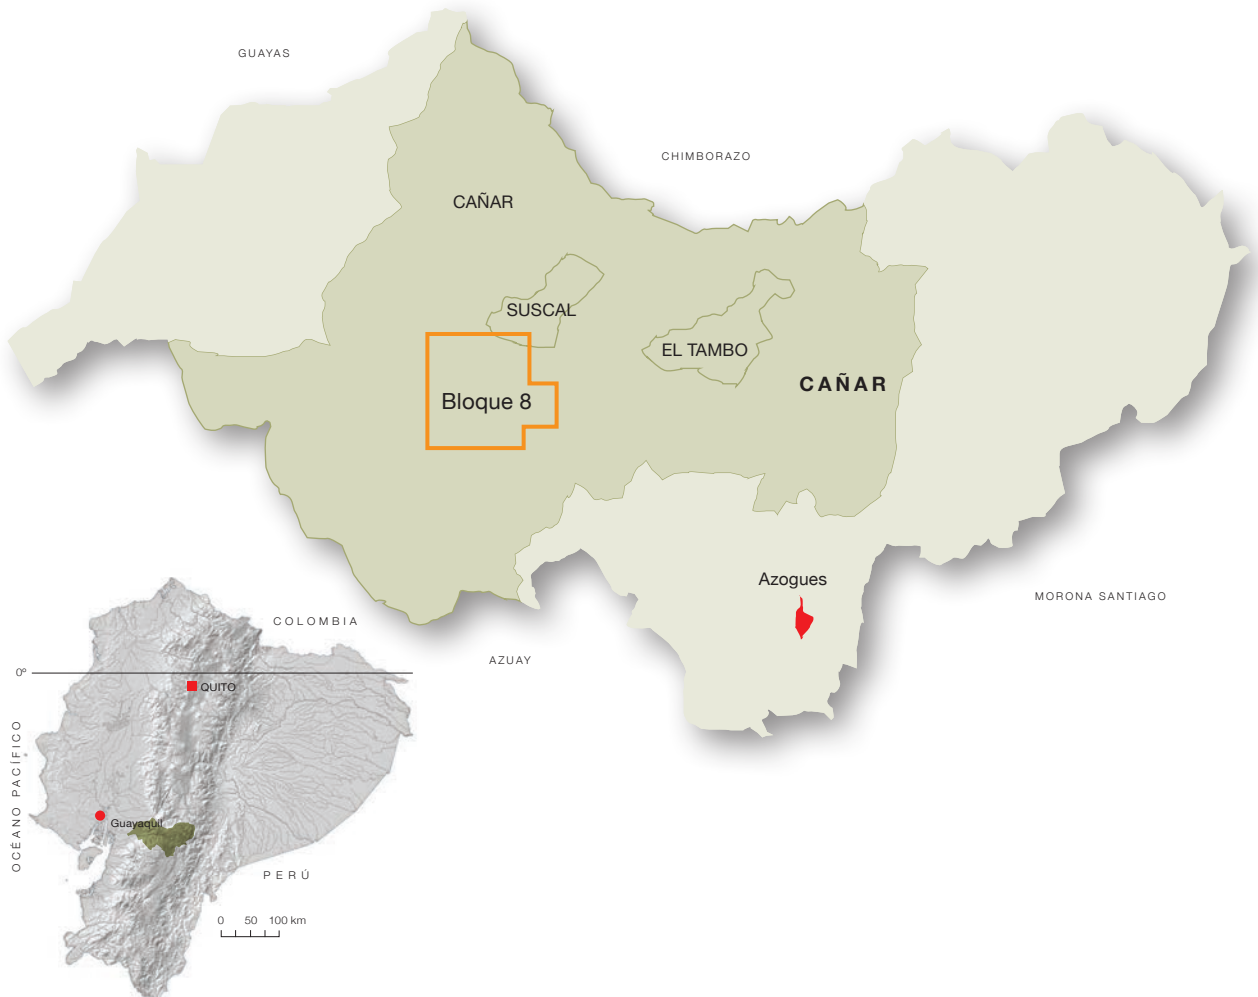 GUAYAS
CHIMBORAZO
CAÑAR
SUSCAL
EL TAMBO
CAÑAR
Bloque 8
Azogues
MORONA SANTIAGO
AZUAY
COLOMBIA
0º
QUITO
OCÉANO PACÍFICO
Guayaquil
PERÚ
0 50 100 km